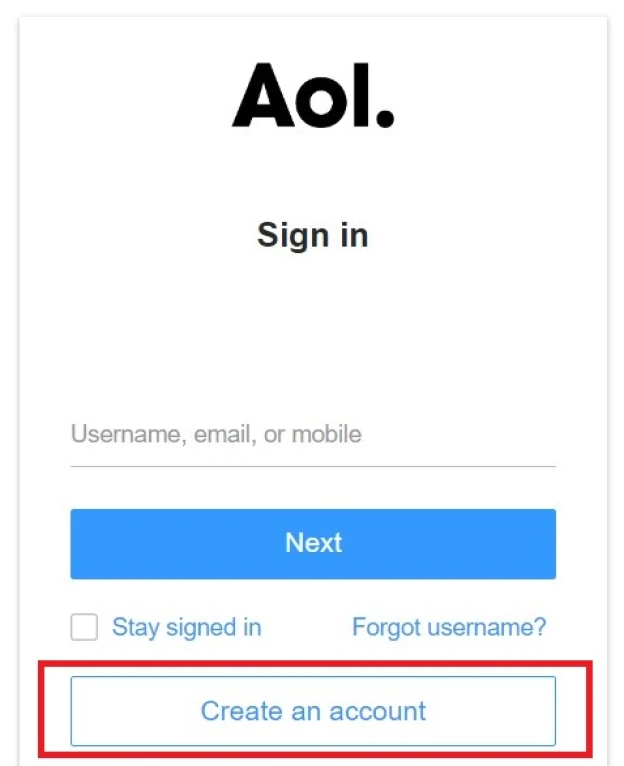 Aol.
Sign in
Username, email, or mobile
Next
Stay signed in Forgot username?
Create an account